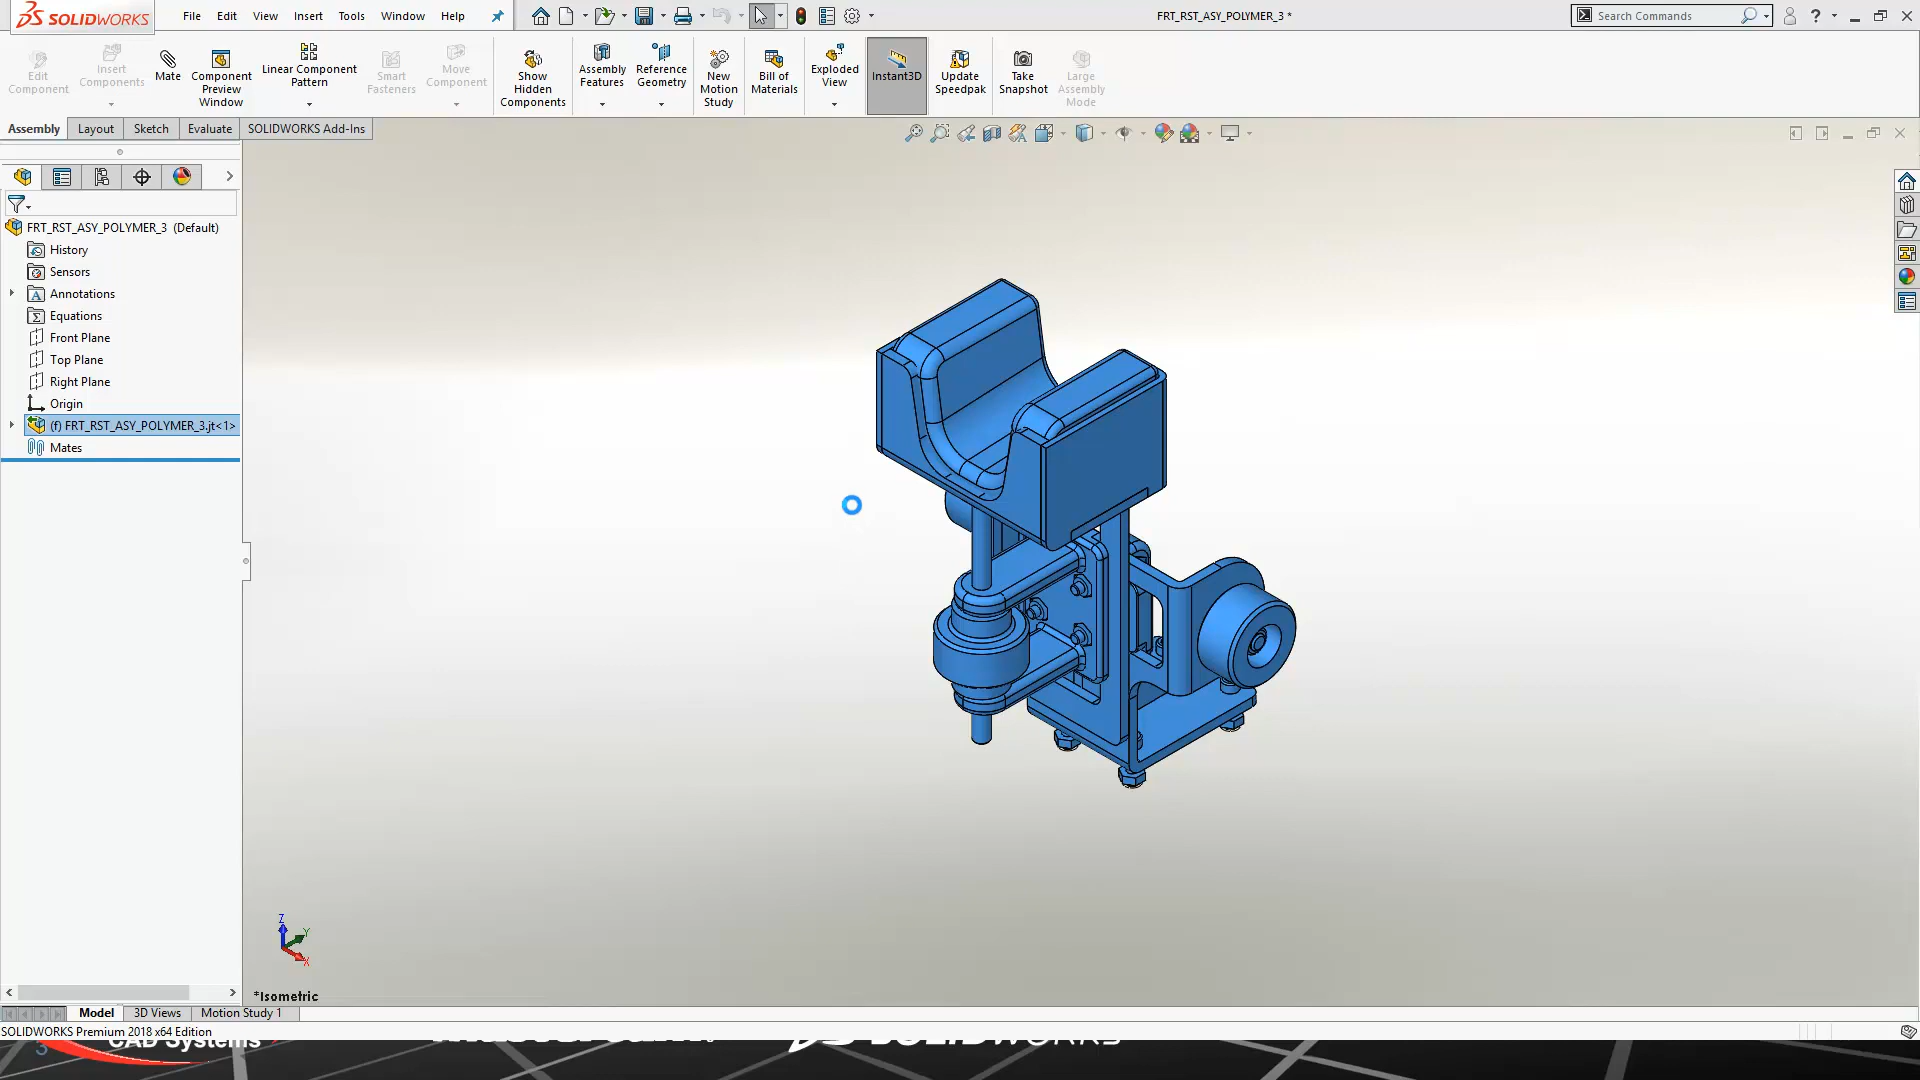 SOLIDWORKS
File Edit View Insert Tools Window Help
FRT_RST_ASY_POLYMER_3 *
Search Commands
?
Edit Component
Insert Components
Mate
Component Preview Window
Linear Component Pattern
Smart Fasteners
Move Component
Show Hidden Components
Assembly Features
Reference Geometry
New Motion Study
Bill of Materials
Exploded View
Instant3D
Update Speedpak
Take Snapshot
Large Assembly Mode
Assembly Layout Sketch Evaluate SOLIDWORKS Add-Ins
FRT_RST_ASY_POLYMER_3 (Default)
History
Sensors
A Annotations
Equations
Front Plane
Top Plane
Right Plane
Origin
(f) FRT_RST_ASY_POLYMER_3.jt<1>
Mates
Z
Y
X
*Isometric
Model 3D Views Motion Study 1
SOLIDWORKS Premium 2018 x64 Edition
3 CAD Systems
SOLIDWORKS